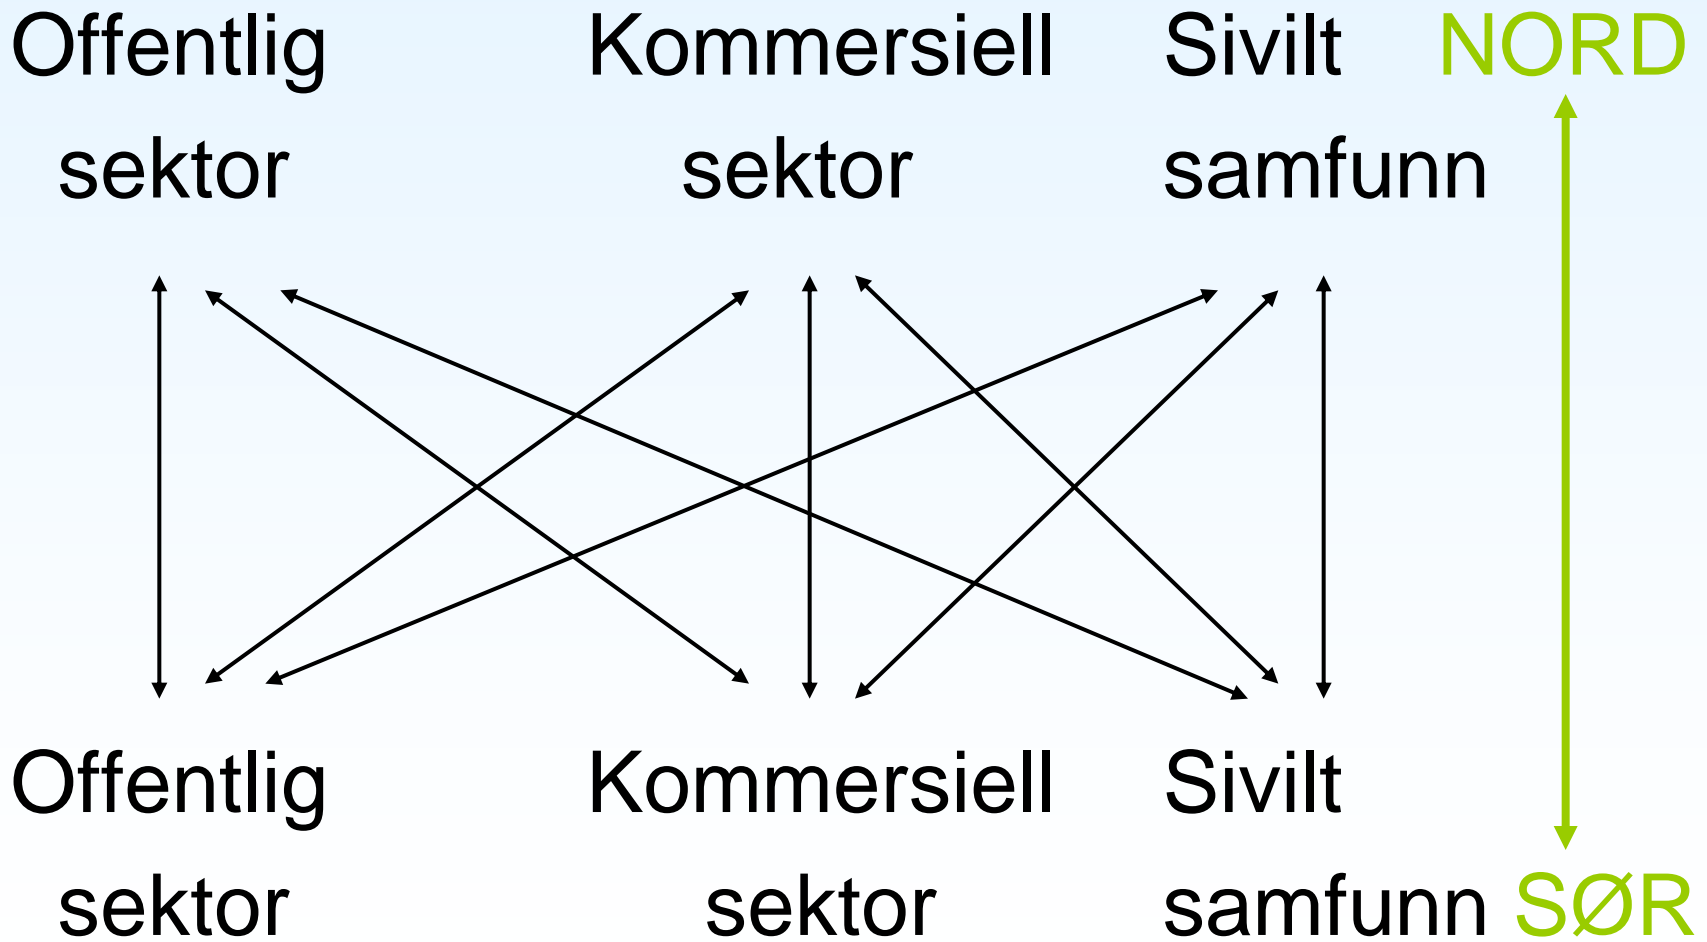 Offentlig Kommersiell Sivilt NORD
sektor sektor samfunn
Offentlig Kommersiell Sivilt
sektor sektor samfunn SØR